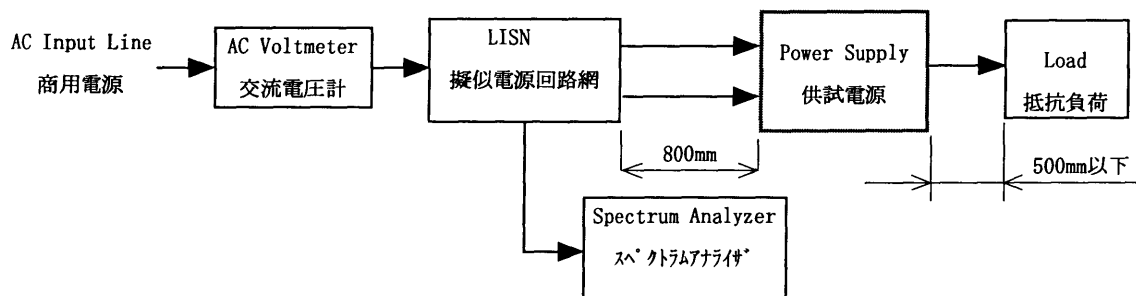 AC Input Line
商用電源
AC Voltmeter
交流電圧計
LISN
擬似電源回路網
Power Supply
供試電源
Load
抵抗負荷
800mm
500mm以下
Spectrum Analyzer
ｽﾍﾟｸﾄﾗﾑｱﾅﾗｲｻﾞ